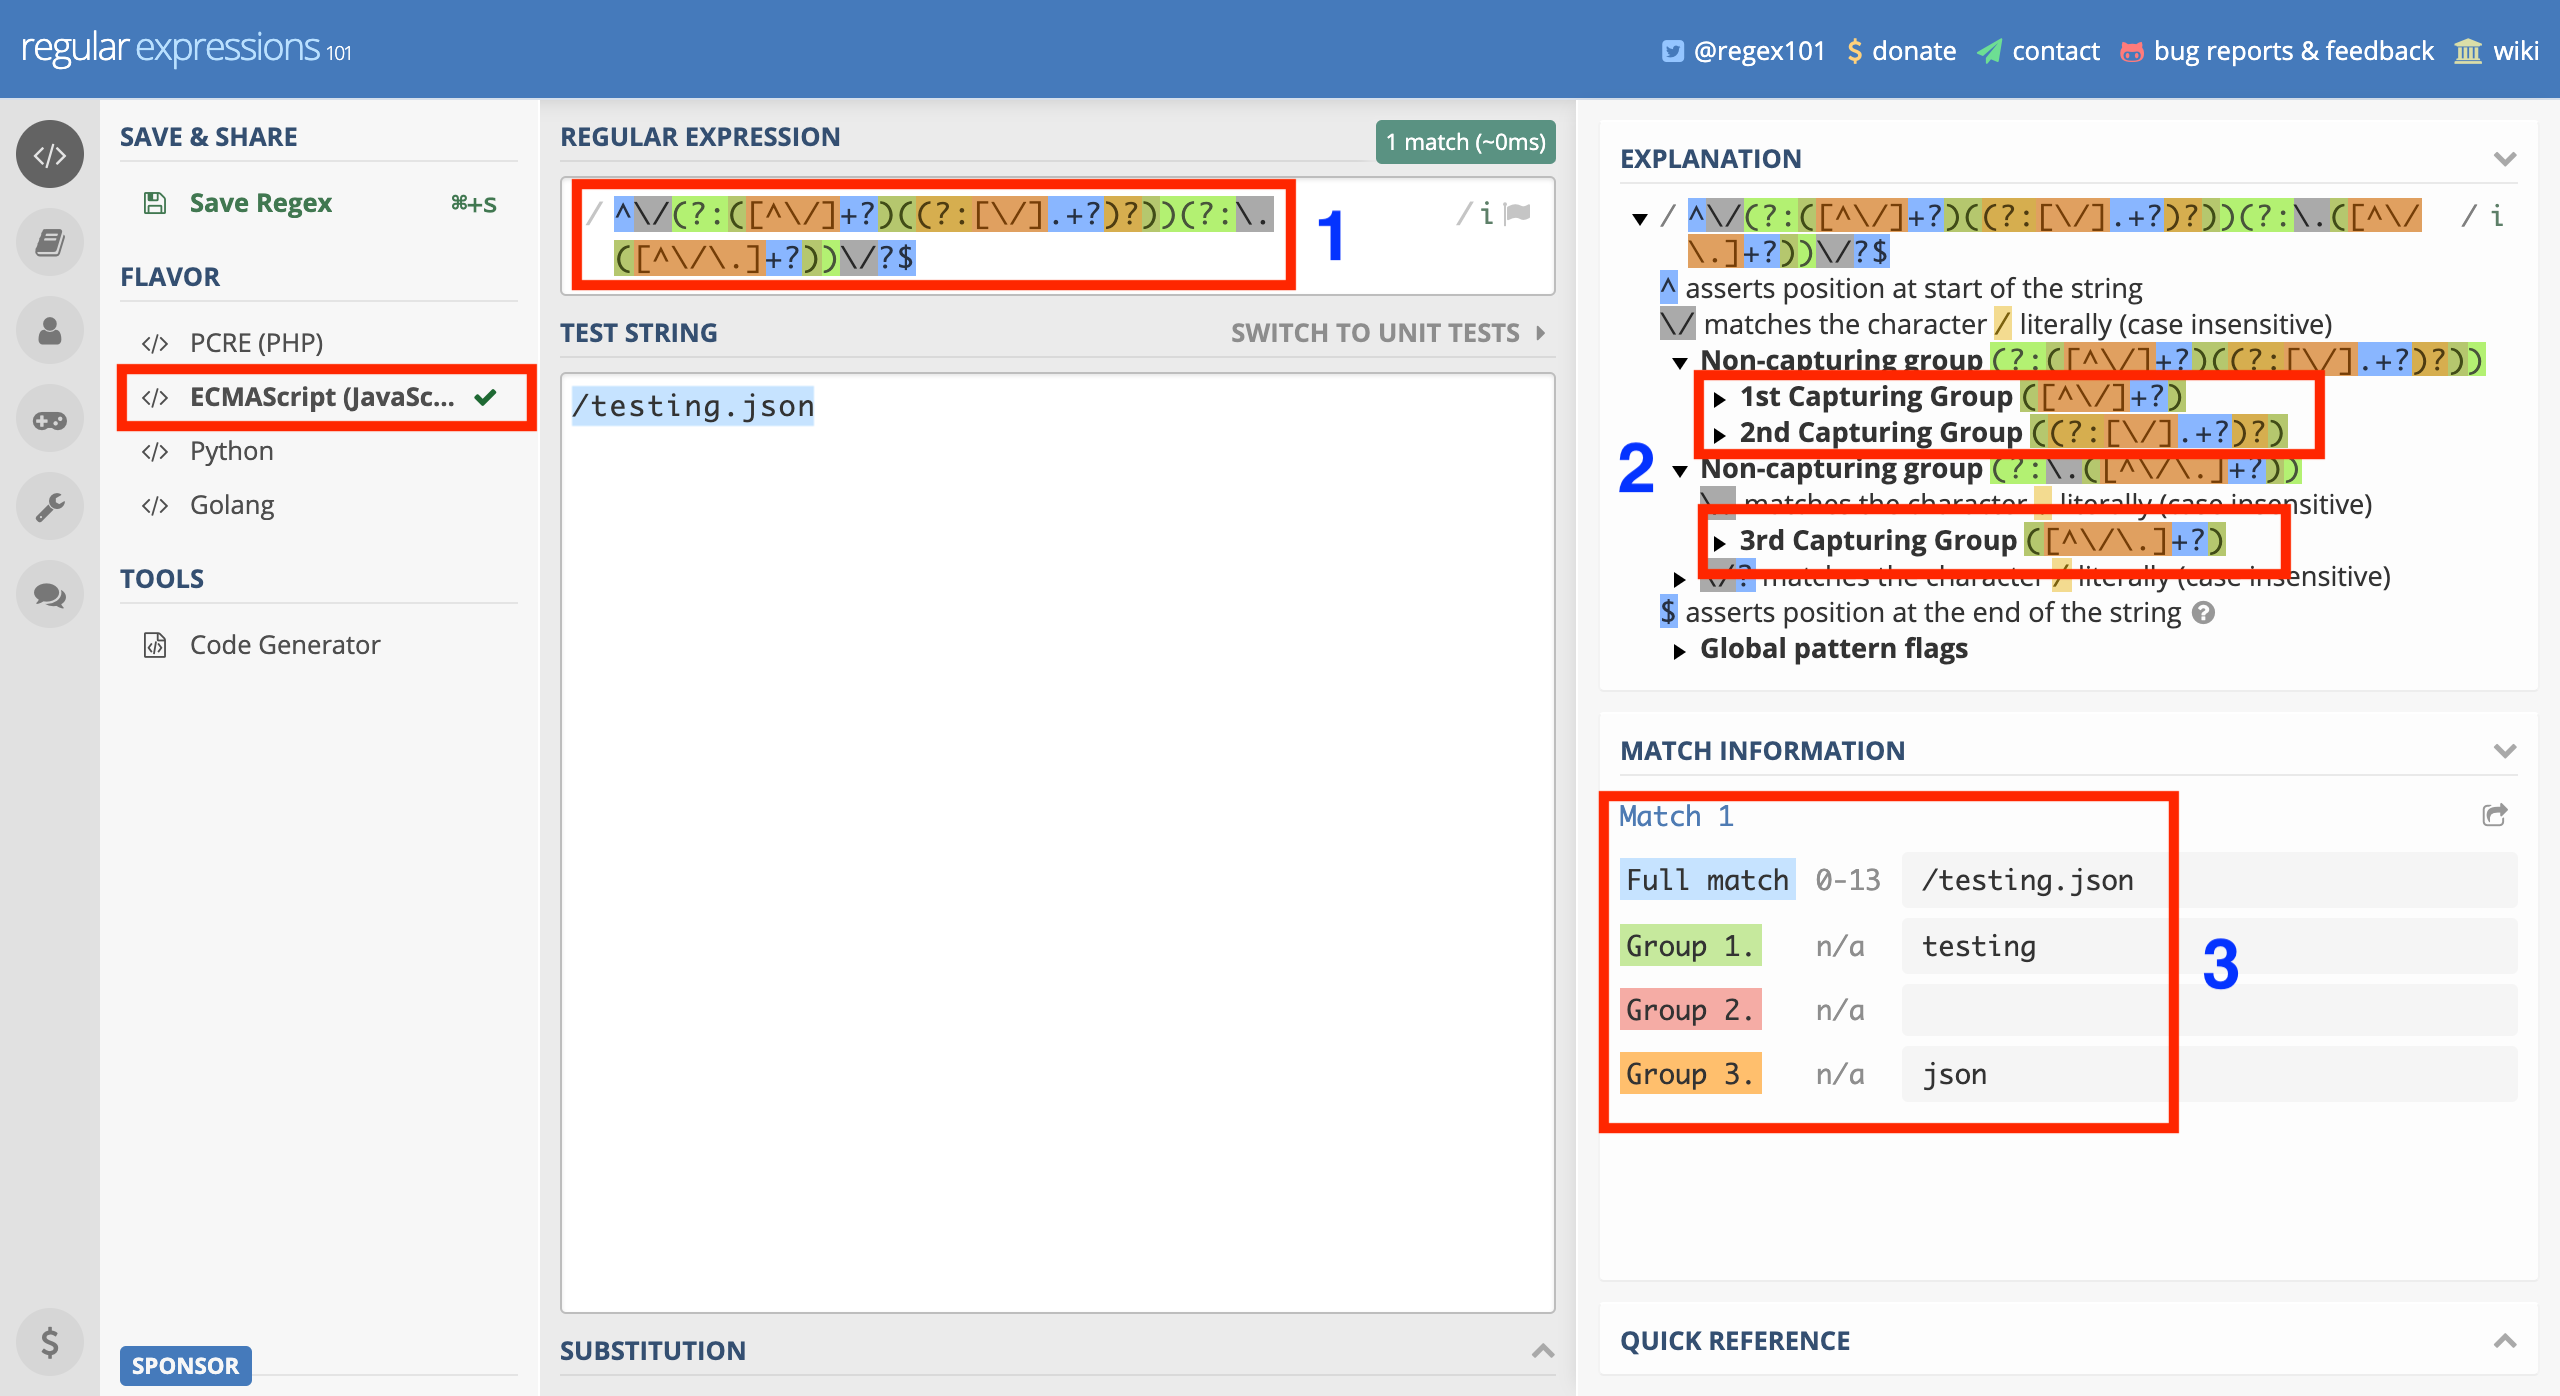 regular expressions 101
@regex101 donate contact bug reports & feedback wiki
SAVE & SHARE
Save Regex ⌘+s
FLAVOR
PCRE (PHP)
ECMAScript (JavaSc...
Python
Golang
TOOLS
Code Generator
SPONSOR
REGULAR EXPRESSION 1 match (~0ms)
/ ^\/(?:([^\/]+?)((?:[\/].+?)?))(?:\. / i
([^\/\.]+?))\/?$
1
TEST STRING SWITCH TO UNIT TESTS
/testing.json
SUBSTITUTION
EXPLANATION
/ ^\/(?:([^\/]+?)((?:[\/].+?)?))(?:\.([^\/ / i
\.]+?))\/?$
^ asserts position at start of the string
\/ matches the character / literally (case insensitive)
Non-capturing group (?:([^\/]+?)((?:[\/].+?)?))
1st Capturing Group ([^\/]+?)
2nd Capturing Group ((?:[\/].+?)?)
2
Non-capturing group (?:\.([^\/\.]+?))
matches the character literally (case insensitive)
3rd Capturing Group ([^\/\.]+?)
\/? matches the character / literally (case insensitive)
$ asserts position at the end of the string
Global pattern flags
MATCH INFORMATION
Match 1
Full match 0-13 /testing.json
Group 1. n/a testing
Group 2. n/a
Group 3. n/a json
3
QUICK REFERENCE